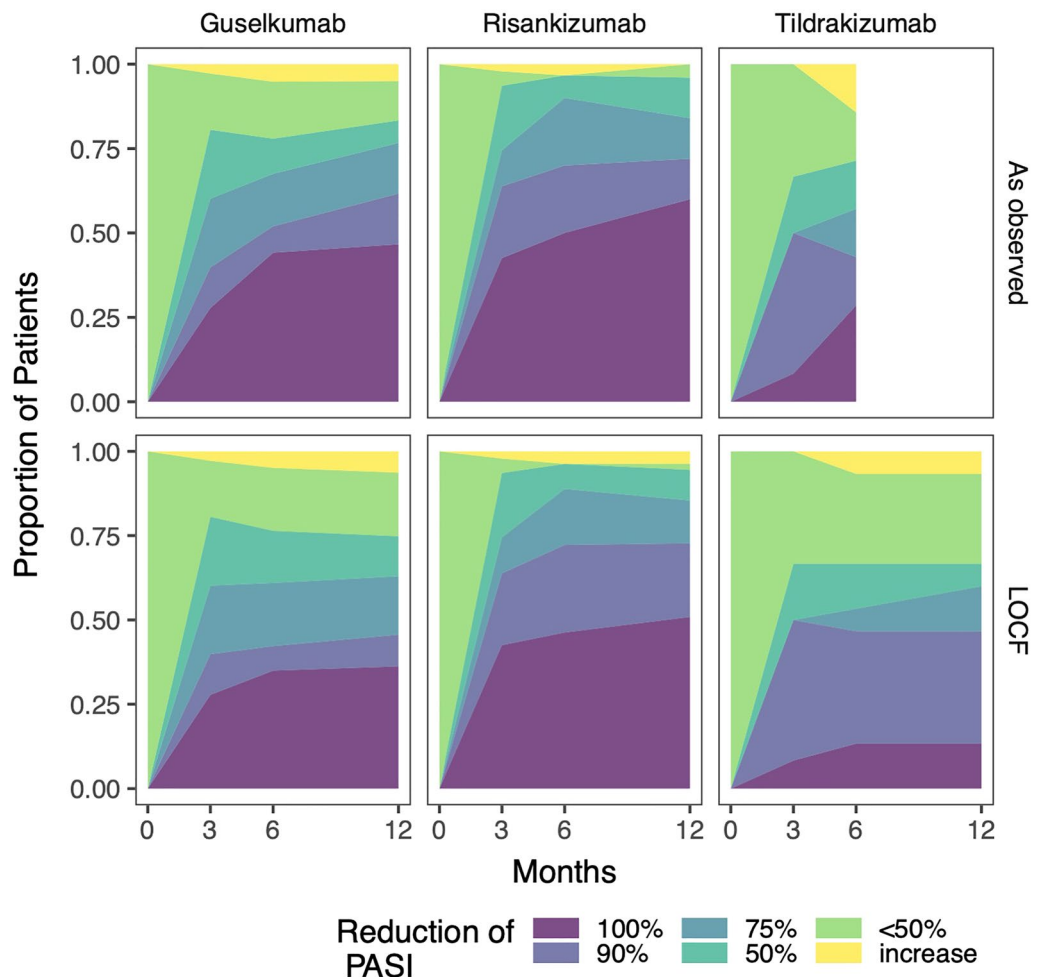 Guselkumab Risankizumab Tildrakizumab
1.00
0.75
0.50
0.25
0.00
As observed
Proportion of Patients
1.00
0.75
0.50
0.25
0.00
LOCF
0 3 6 12 0 3 6 12 0 3 6 12
Months
Reduction of PASI
100% 75% <50%
90% 50% increase